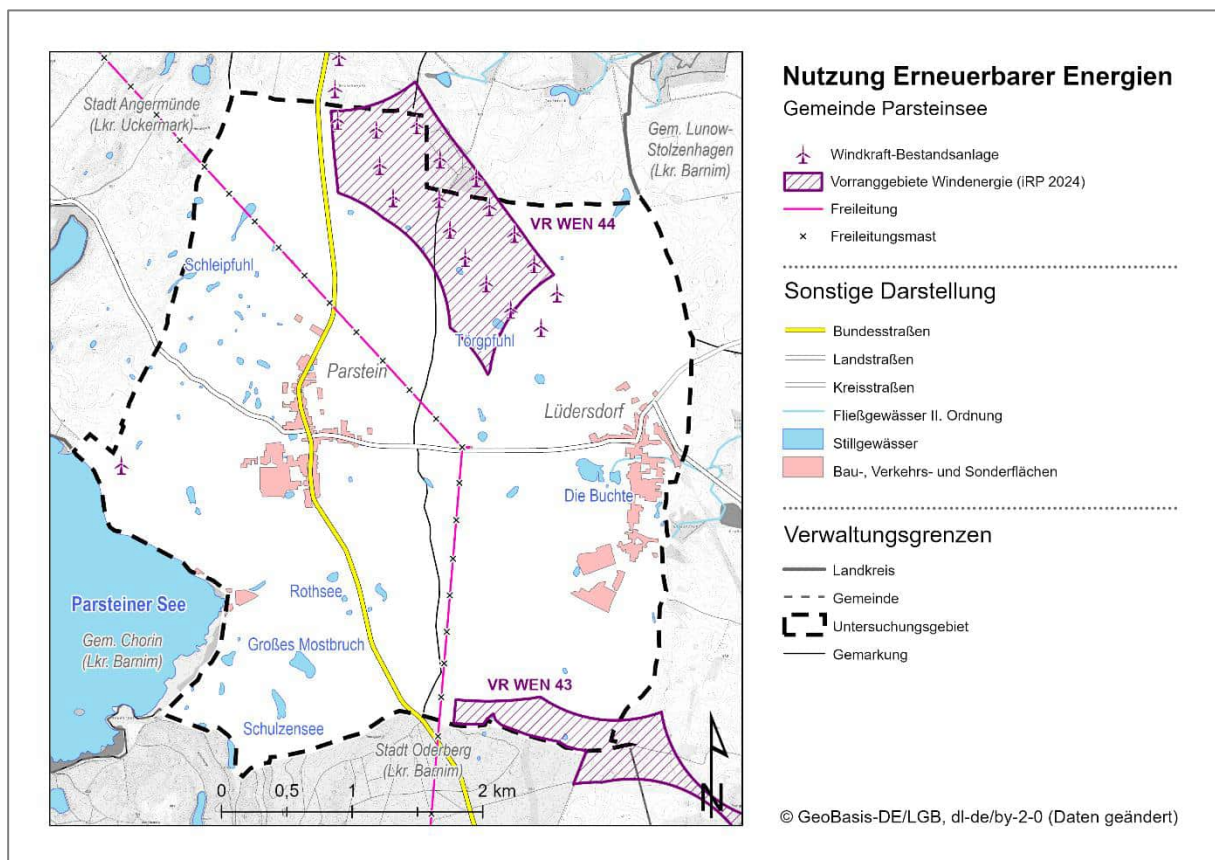 Stadt Angermünde
(Lkr. Uckermark)
Gem. Lunow-
Stolzenhagen
(Lkr. Barnim)
VR WEN 44
Schleipfuhl
Törgpfuhl
Parstein
Lüdersdorf
Die Buchte
Rothsee
Parsteiner See
Gem. Chorin
(Lkr. Barnim)
Großes Mostbruch
VR WEN 43
Schulzensee
Stadt Oderberg
(Lkr. Barnim)
0 0,5 1 2 km
N
Nutzung Erneuerbarer Energien
Gemeinde Parsteinsee
Windkraft-Bestandsanlage
Vorranggebiete Windenergie (iRP 2024)
Freileitung
Freileitungsmast
Sonstige Darstellung
Bundesstraßen
Landstraßen
Kreisstraßen
Fließgewässer II. Ordnung
Stillgewässer
Bau-, Verkehrs- und Sonderflächen
Verwaltungsgrenzen
Landkreis
Gemeinde
Untersuchungsgebiet
Gemarkung
© GeoBasis-DE/LGB, dl-de/by-2-0 (Daten geändert)